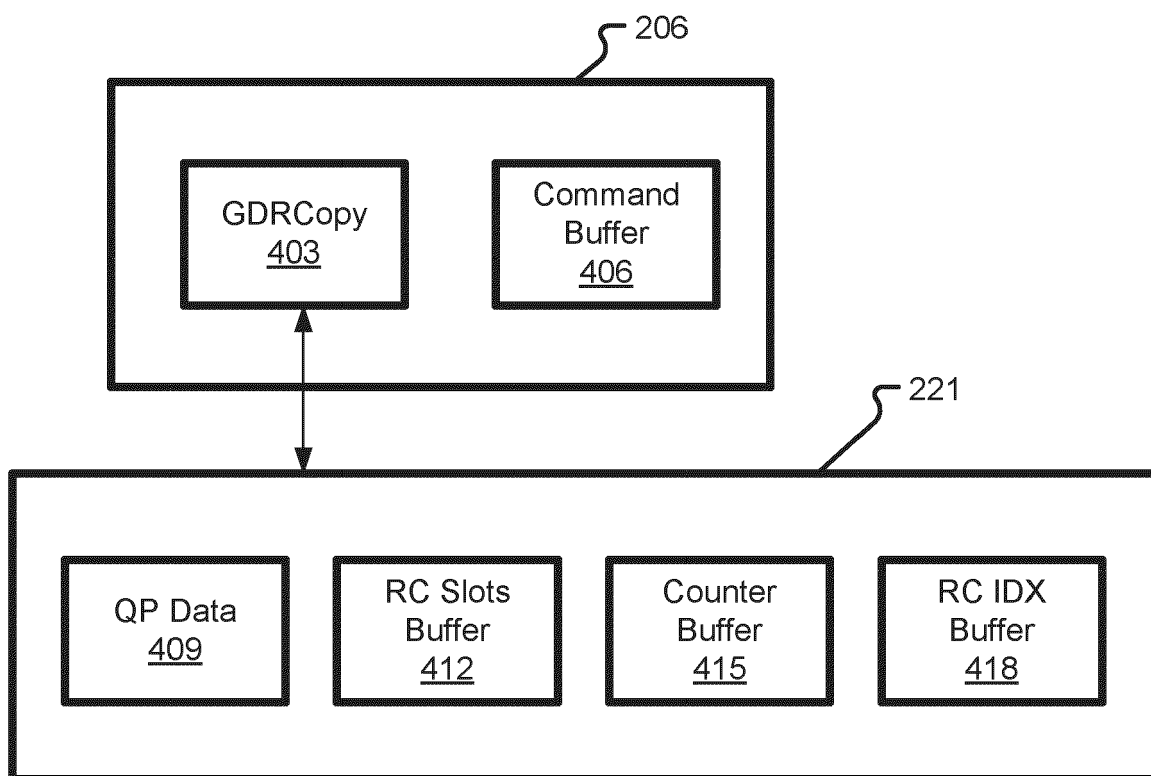 206
GDRCopy
403
Command
Buffer
406
221
QP Data
409
RC Slots
Buffer
412
Counter
Buffer
415
RC IDX
Buffer
418